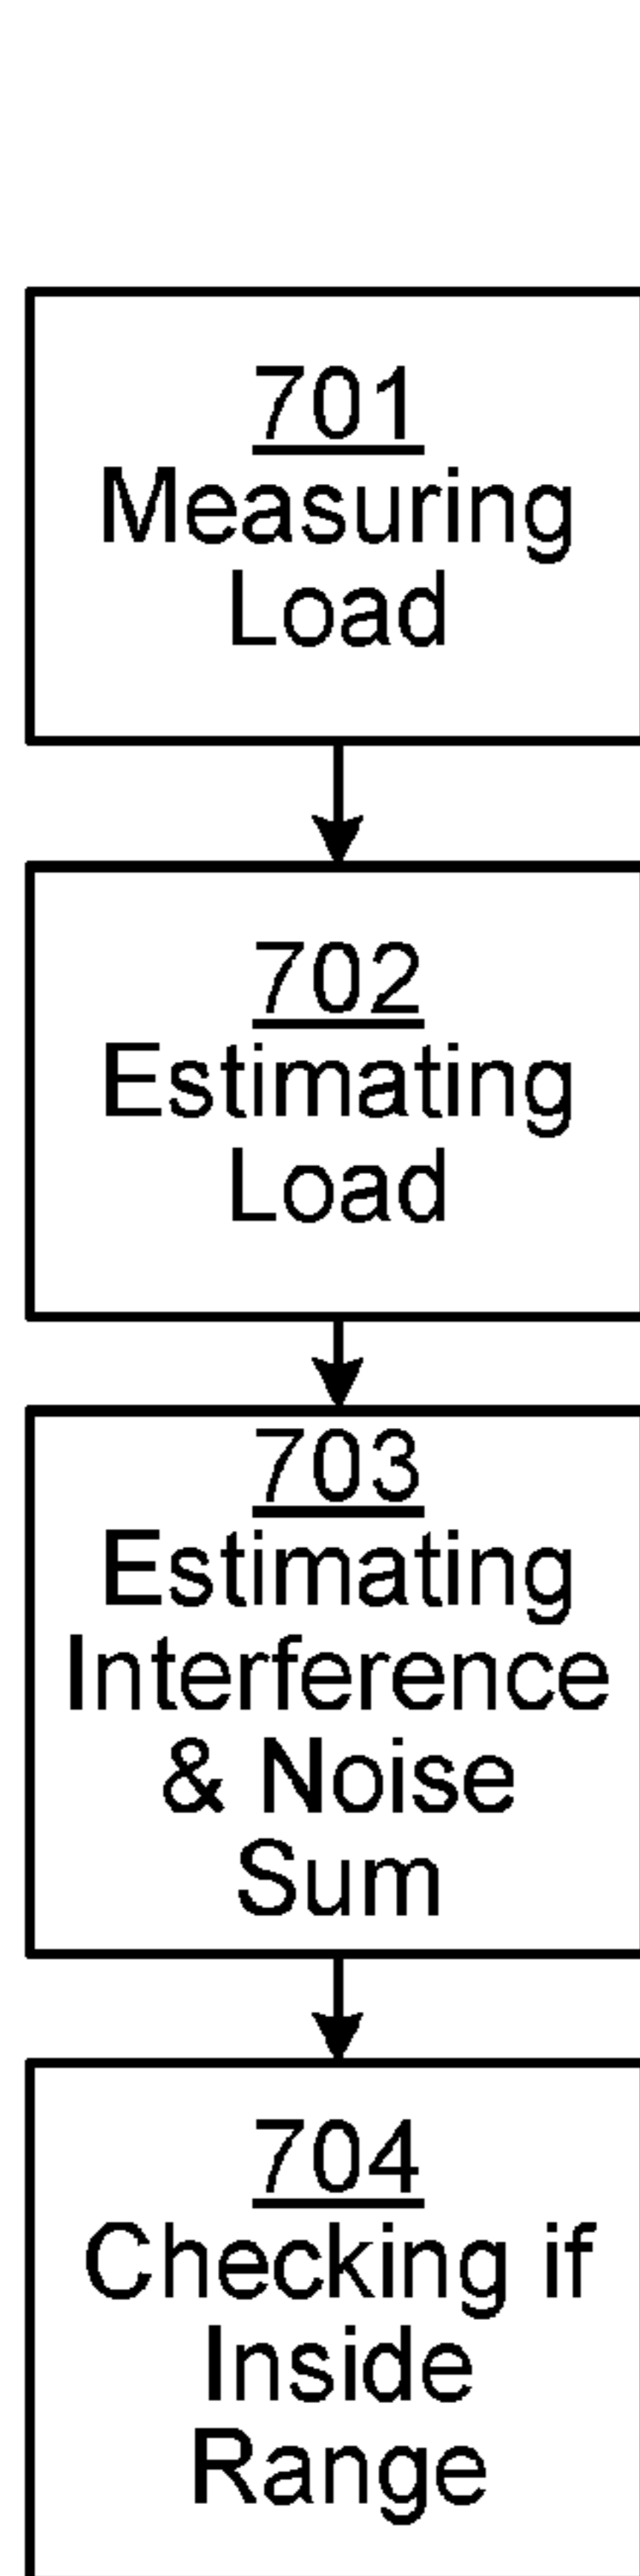 701
Measuring
Load
702
Estimating
Load
703
Estimating
Interference
& Noise
Sum
704
Checking if
Inside
Range